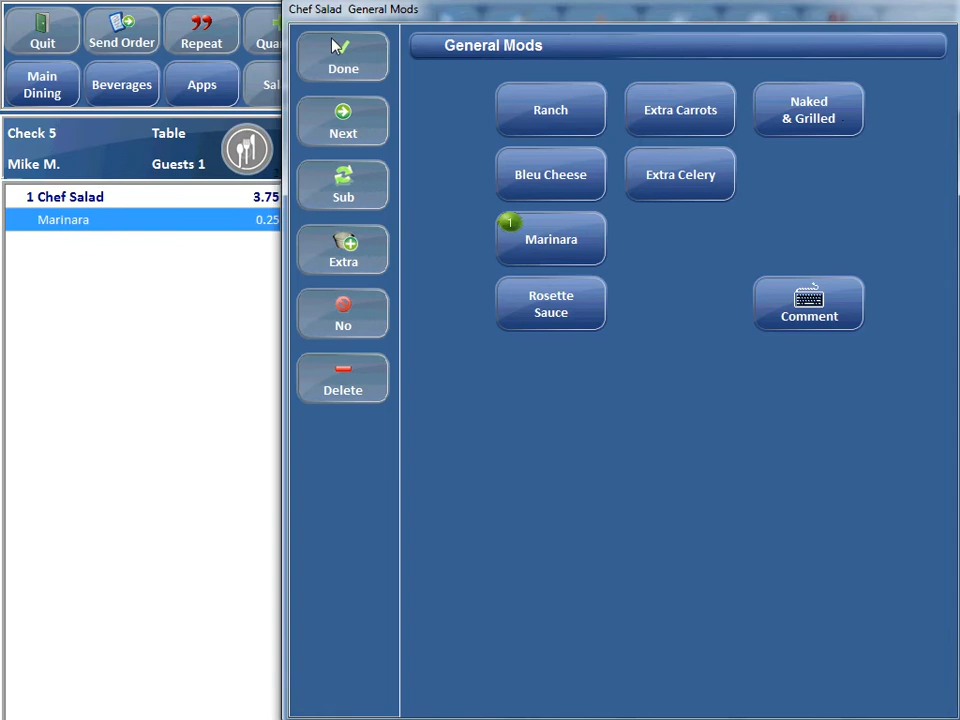 Chef Salad  General Mods
Quit
Send Order
Repeat
Main
Dining
Beverages
Apps
Check 5
Table
Mike M.
Guests 1
1 Chef Salad 3.75
Marinara 0.25
Done
Next
Sub
Extra
No
Delete
General Mods
Ranch
Extra Carrots
Naked
& Grilled
Bleu Cheese
Extra Celery
1
Marinara
Rosette
Sauce
Comment